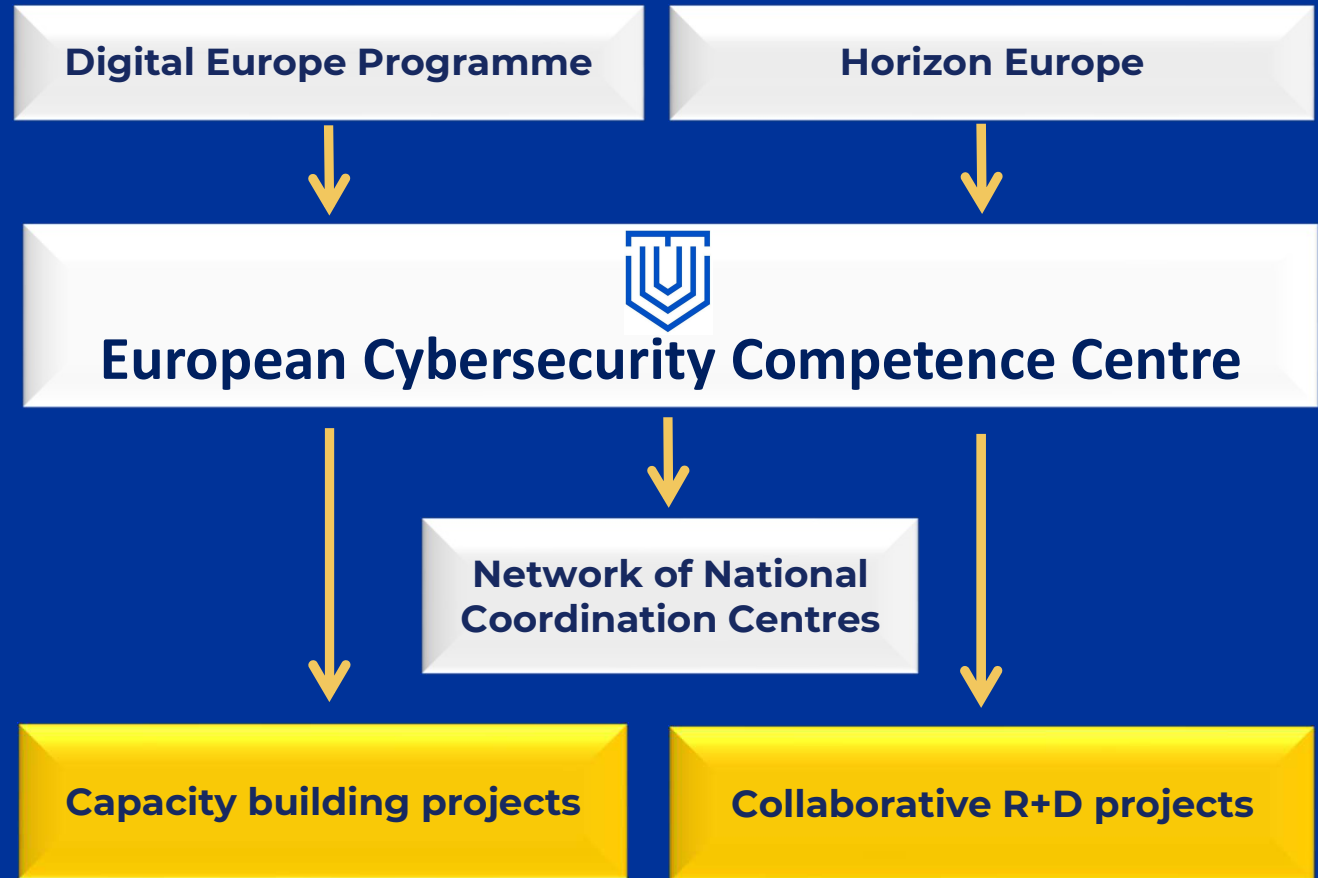 Digital Europe Programme
Horizon Europe
European Cybersecurity Competence Centre
Network of National
Coordination Centres
Capacity building projects
Collaborative R+D projects